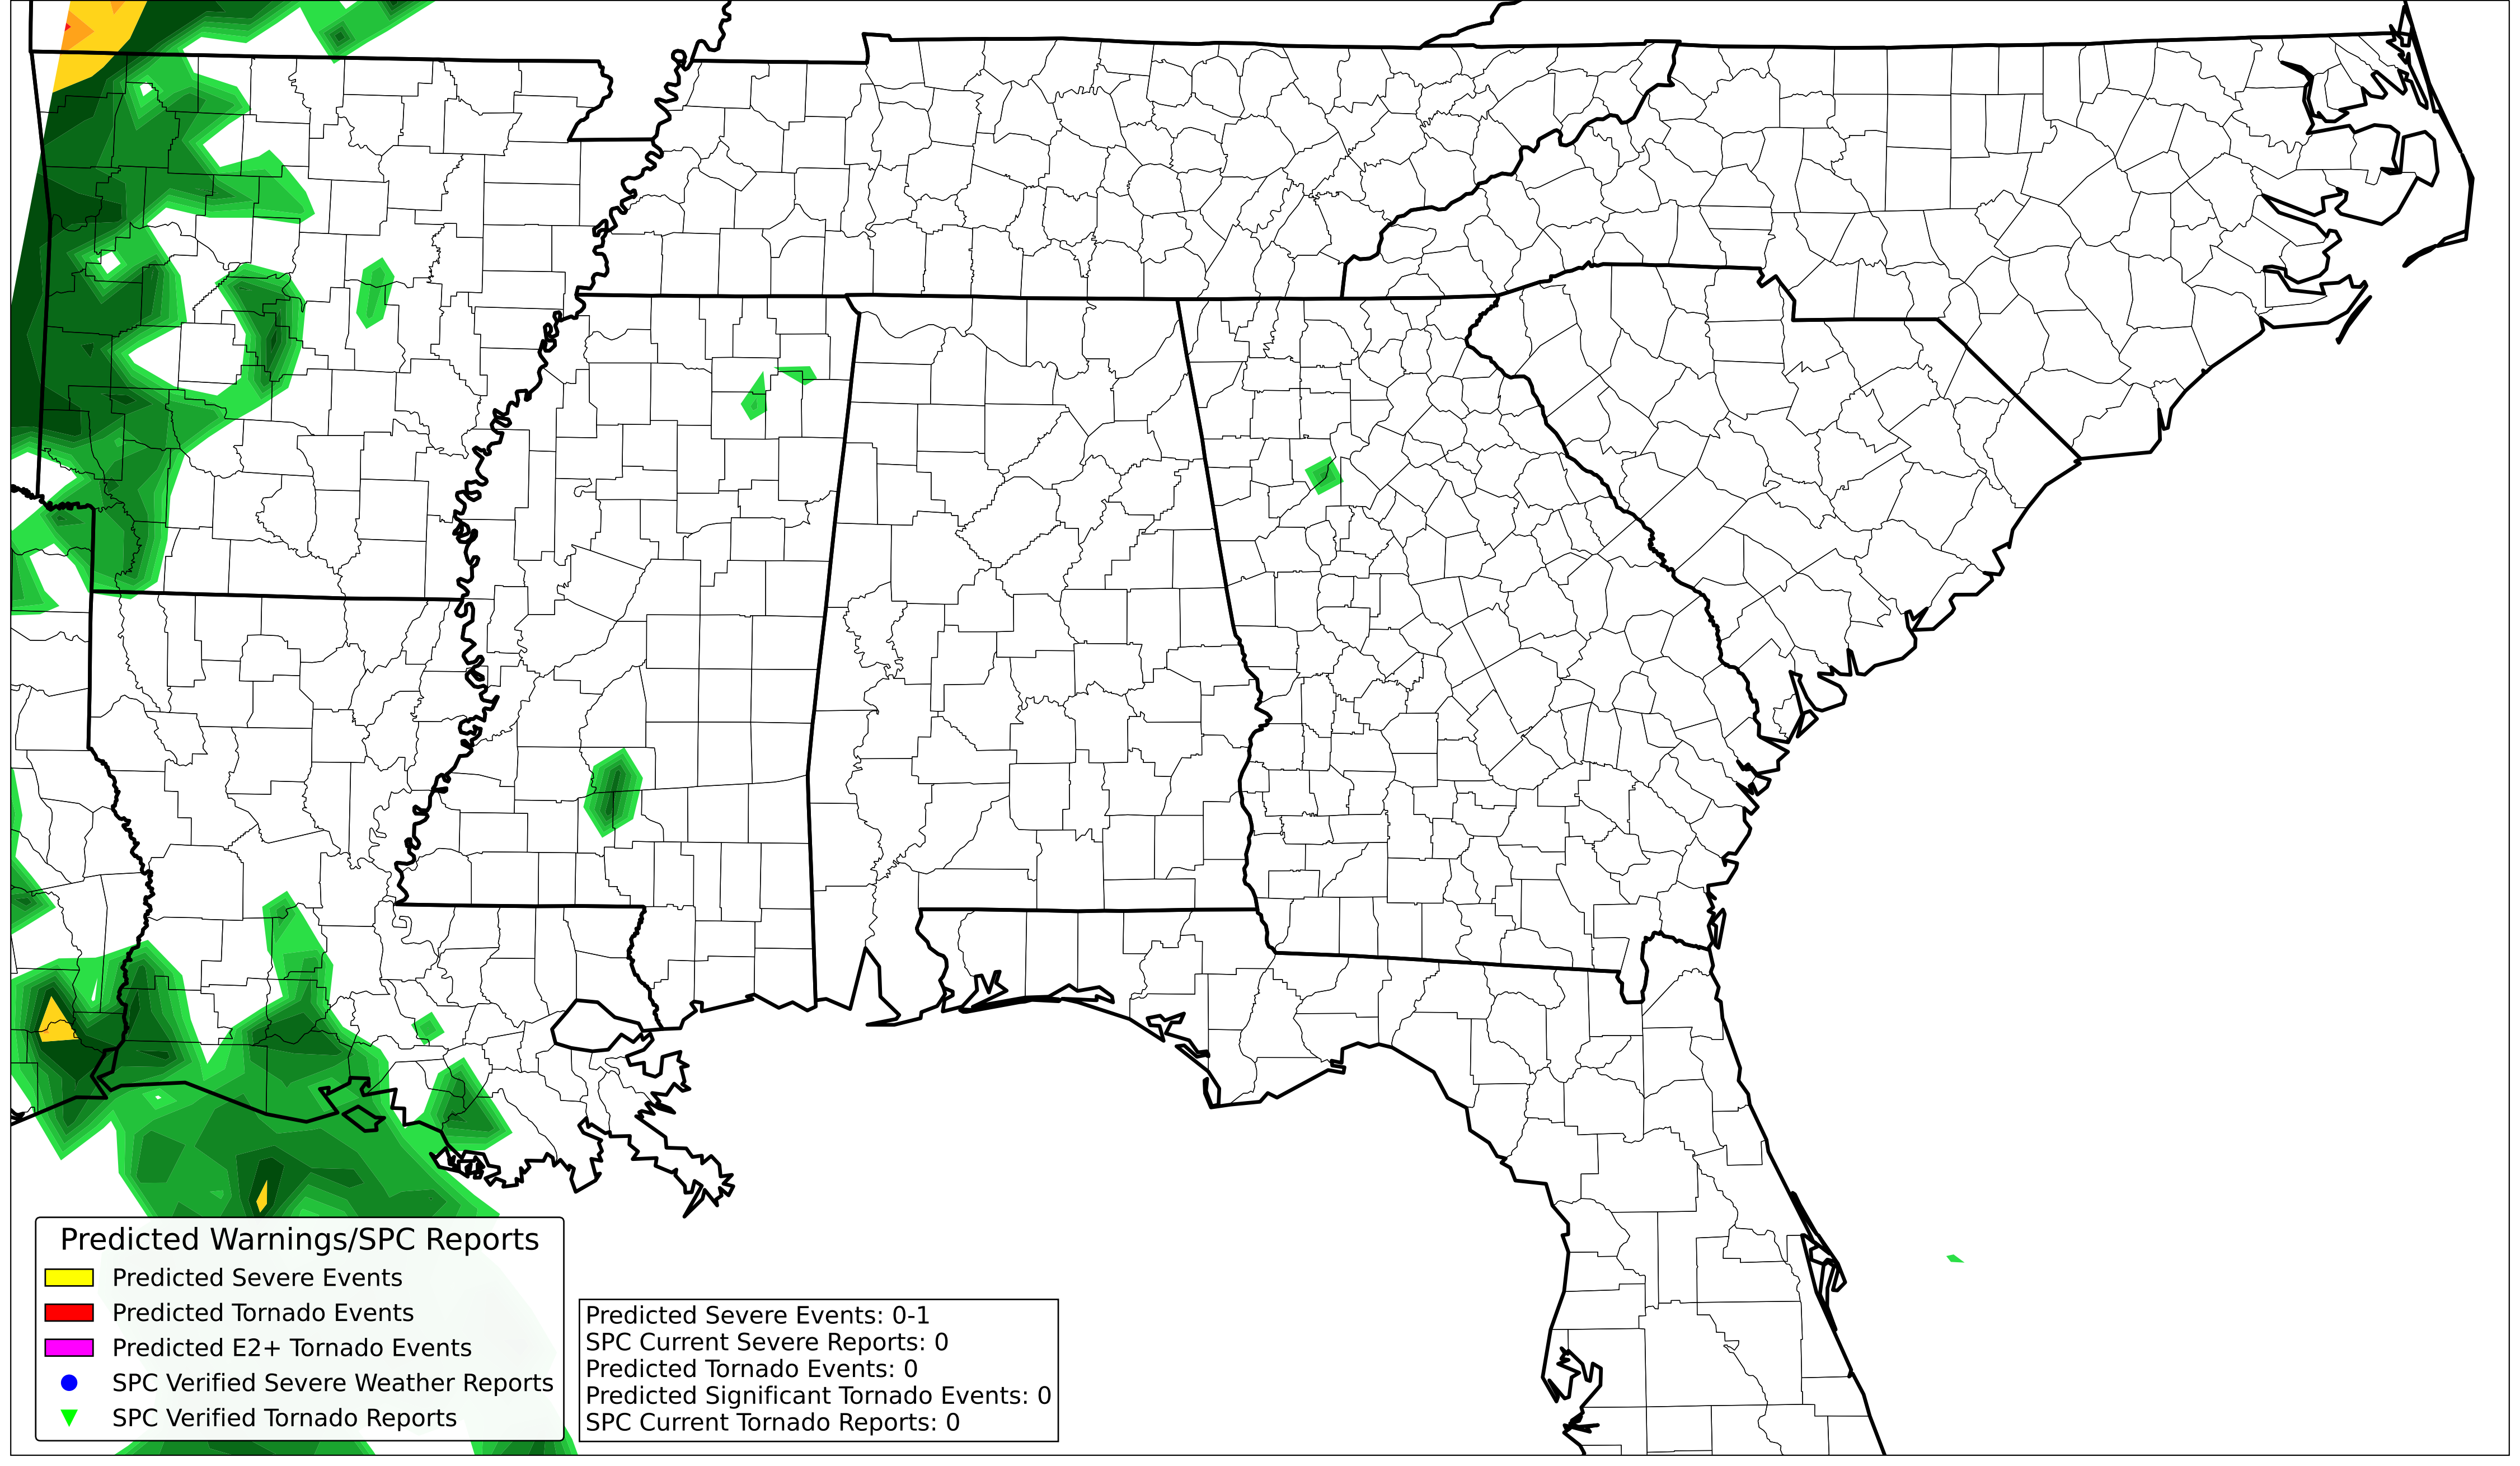 Predicted Warnings/SPC Reports
Predicted Severe Events
Predicted Tornado Events
Predicted E2+ Tornado Events
SPC Verified Severe Weather Reports
SPC Verified Tornado Reports
Predicted Severe Events: 0-1
SPC Current Severe Reports: 0
Predicted Tornado Events: 0
Predicted Significant Tornado Events: 0
SPC Current Tornado Reports: 0